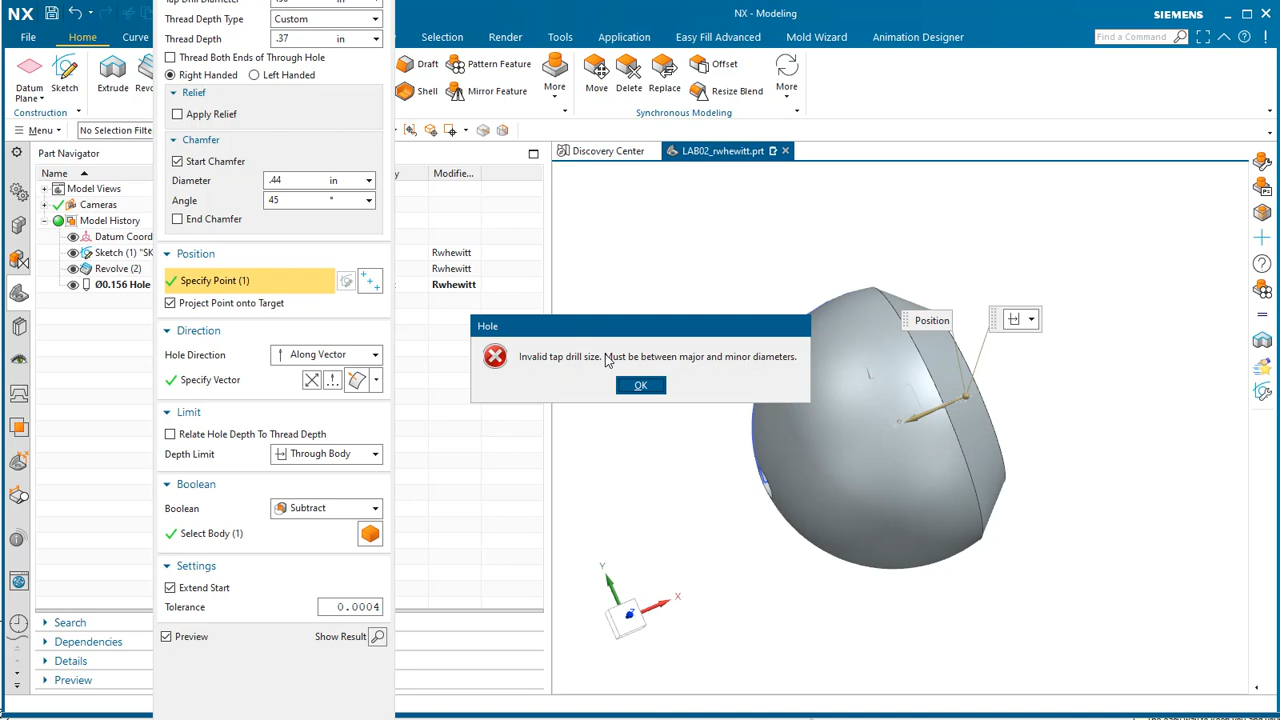 NX
NX - Modeling
SIEMENS
File
Home
Curve
Selection
Render
Tools
Application
Easy Fill Advanced
Mold Wizard
Animation Designer
Find a Command
Datum Plane
Sketch
Extrude
Draft
Shell
Pattern Feature
Mirror Feature
More
Move
Delete
Replace
Offset
Resize Blend
More
Construction
Synchronous Modeling
Menu
No Selection Filte
Part Navigator
Name
Modifie...
Model Views
Cameras
Model History
Datum Coord
Sketch (1) "SK
Rwhewitt
Revolve (2)
Rwhewitt
Ø0.156 Hole
Rwhewitt
Search
Dependencies
Details
Preview
Thread Depth Type
Custom
Thread Depth
.37 in
Thread Both Ends of Through Hole
Right Handed
Left Handed
Relief
Apply Relief
Chamfer
Start Chamfer
Diameter
.44 in
Angle
45 °
End Chamfer
Position
Specify Point (1)
Project Point onto Target
Direction
Hole Direction
Along Vector
Specify Vector
Limit
Relate Hole Depth To Thread Depth
Depth Limit
Through Body
Boolean
Boolean
Subtract
Select Body (1)
Settings
Extend Start
Tolerance
0.0004
Preview
Show Result
Discovery Center
LAB02_rwhewitt.prt
Position
Hole
Invalid tap drill size. Must be between major and minor diameters.
OK
Y
X